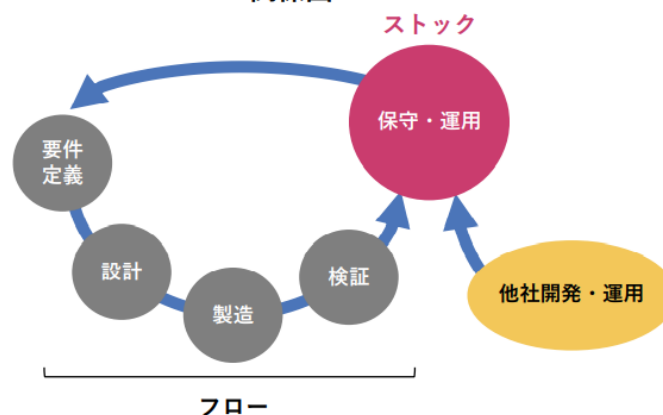 ストック
保守・運用
要件
定義
設計
製造
検証
他社開発・運用
フロー